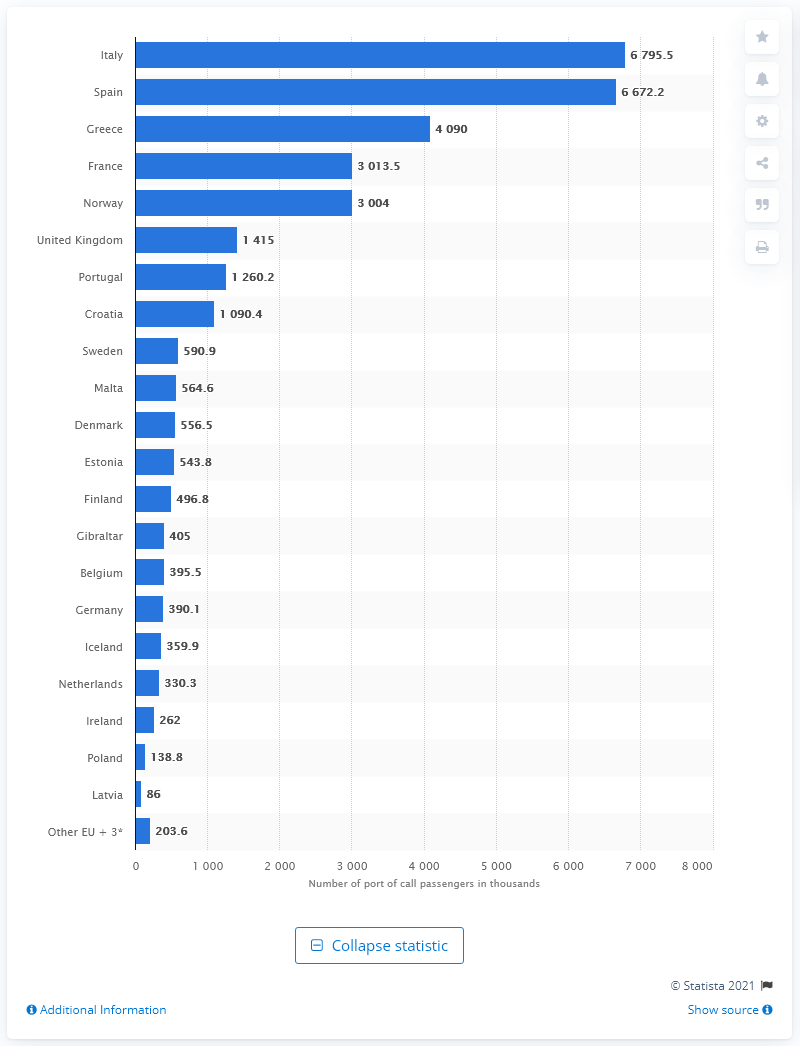 Italy 6 795.5
Spain 6 672.2
Greece 4 090
France 3 013.5
Norway 3 004
United Kingdom 1 415
Portugal 1 260.2
Croatia 1 090.4
Sweden 590.9
Malta 564.6
Denmark 556.5
Estonia 543.8
Finland 496.8
Gibraltar 405
Belgium 395.5
Germany 390.1
Iceland 359.9
Netherlands 330.3
Ireland 262
Poland 138.8
Latvia 86
Other EU + 3* 203.6
0 1 000 2 000 3 000 4 000 5 000 6 000 7 000 8 000
Number of port of call passengers in thousands
Collapse statistic
© Statista 2021
Additional Information Show source